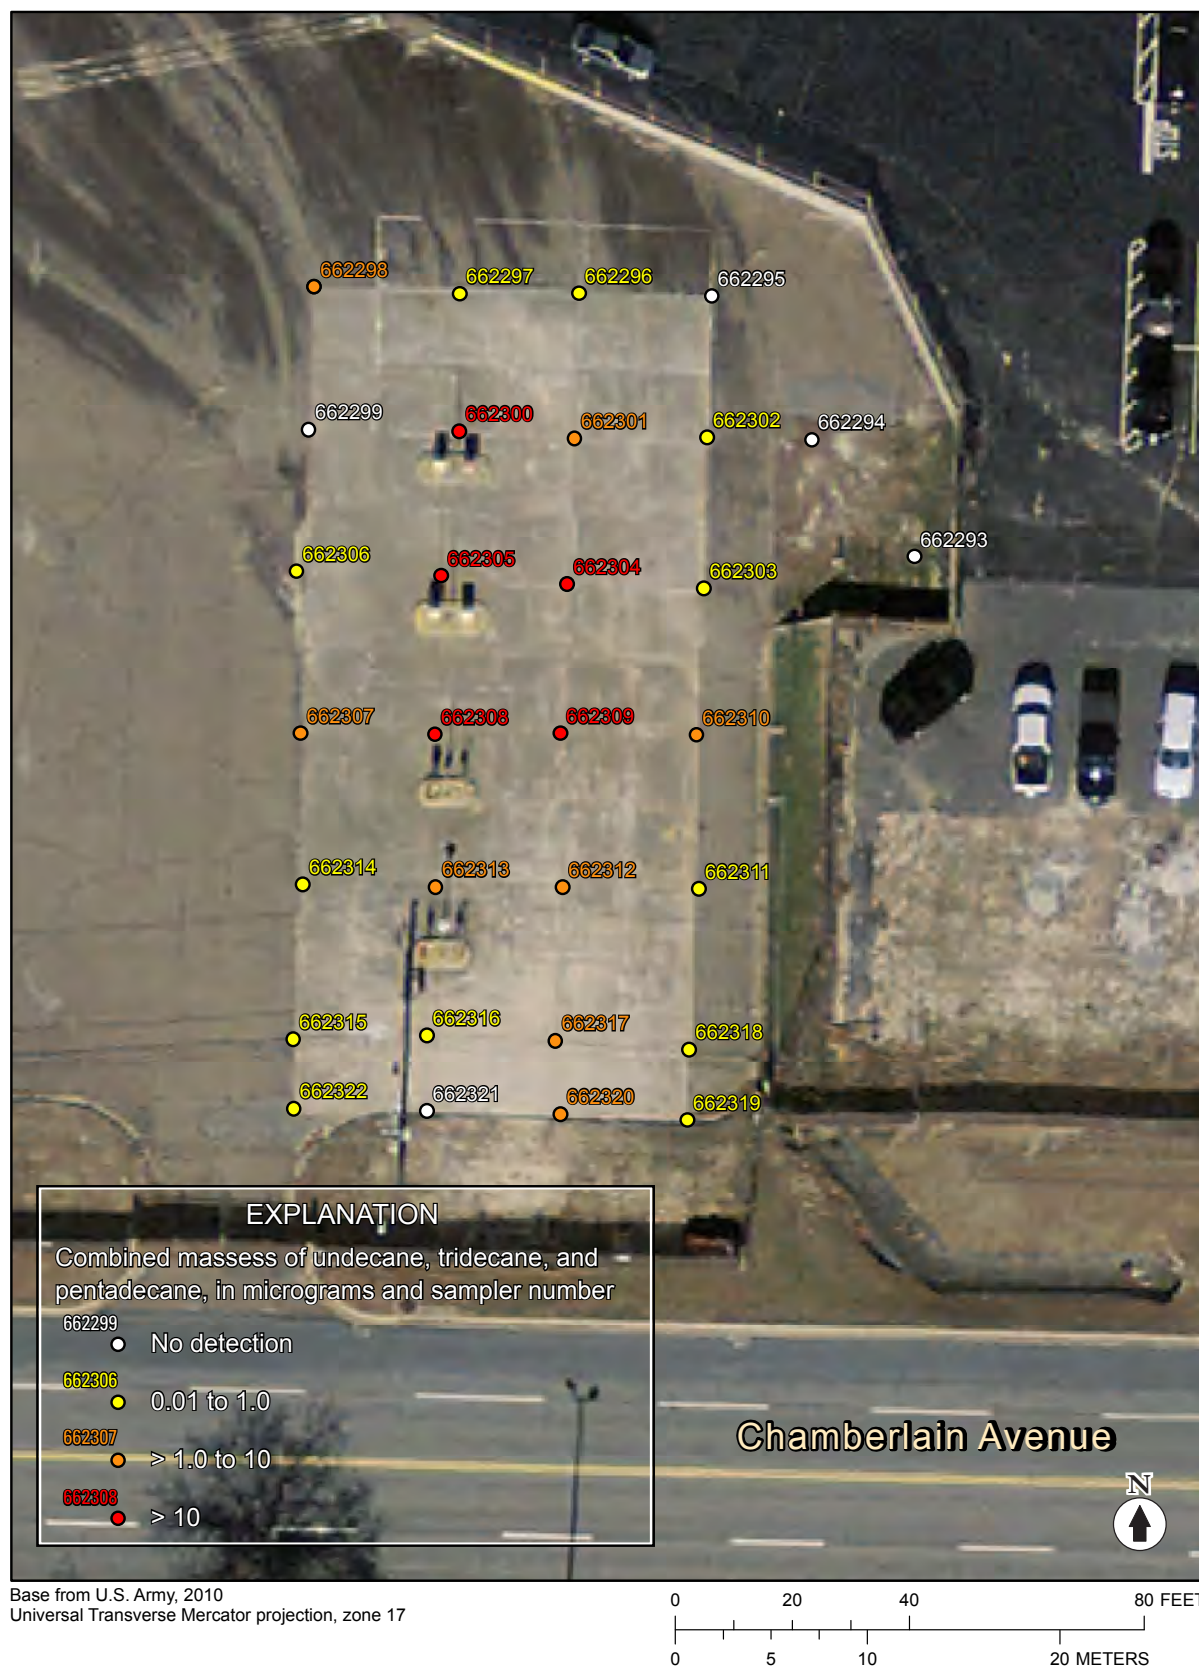 662298
662297
662296
662295
662299
662300
662301
662302
662294
662306
662305
662304
662303
662293
662307
662308
662309
662310
662314
662313
662312
662311
662315
662316
662317
662318
662322
662321
662320
662319
EXPLANATION
Combined massess of undecane, tridecane, and
pentadecane, in micrograms and sampler number
662299
No detection
662306
0.01 to 1.0
662307
> 1.0 to 10
662308
> 10
Chamberlain Avenue
N
Base from U.S. Army, 2010
Universal Transverse Mercator projection, zone 17
0 20 40 80 FEET
0 5 10 20 METERS